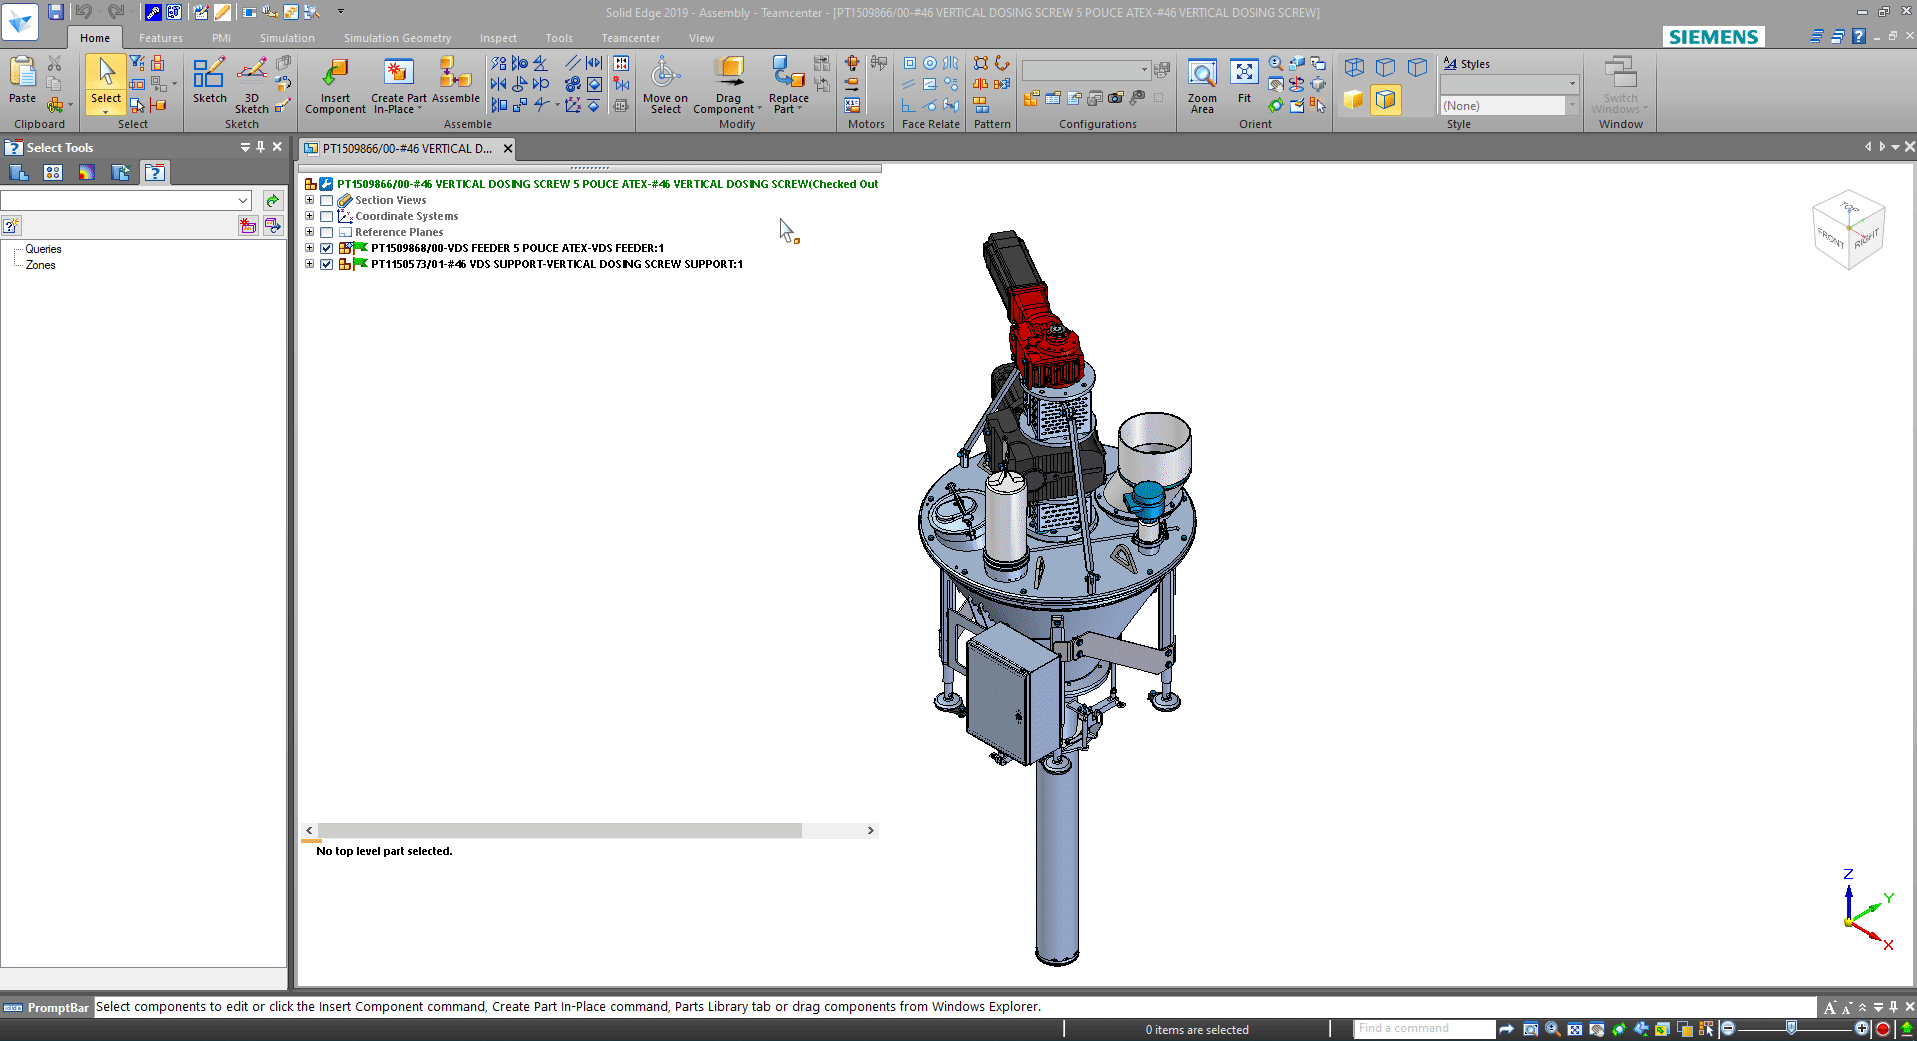 Solid Edge 2019 - Assembly - Teamcenter - [PT1509866/00-#46 VERTICAL DOSING SCREW 5 POUCE ATEX-#46 VERTICAL DOSING SCREW]
Home
Features
PMI
Simulation
Simulation Geometry
Inspect
Tools
Teamcenter
View
SIEMENS
Paste
Clipboard
Select
Select
Sketch
3D
Sketch
Sketch
Insert
Component
Create Part
In-Place
Assemble
Assemble
Move on
Select
Drag
Component
Replace
Part
Modify
Motors
Face Relate
Pattern
Configurations
Zoom
Area
Fit
Orient
Styles
(None)
Style
Switch
Windows
Window
Select Tools
Queries
Zones
PT1509866/00-#46 VERTICAL D...
PT1509866/00-#46 VERTICAL DOSING SCREW 5 POUCE ATEX-#46 VERTICAL DOSING SCREW(Checked Out
Section Views
Coordinate Systems
Reference Planes
PT1509868/00-VDS FEEDER 5 POUCE ATEX-VDS FEEDER:1
PT1150573/01-#46 VDS SUPPORT-VERTICAL DOSING SCREW SUPPORT:1
No top level part selected.
TOP
FRONT
RIGHT
Z
Y
X
PromptBar
Select components to edit or click the Insert Component command, Create Part In-Place command, Parts Library tab or drag components from Windows Explorer.
0 items are selected
Find a command